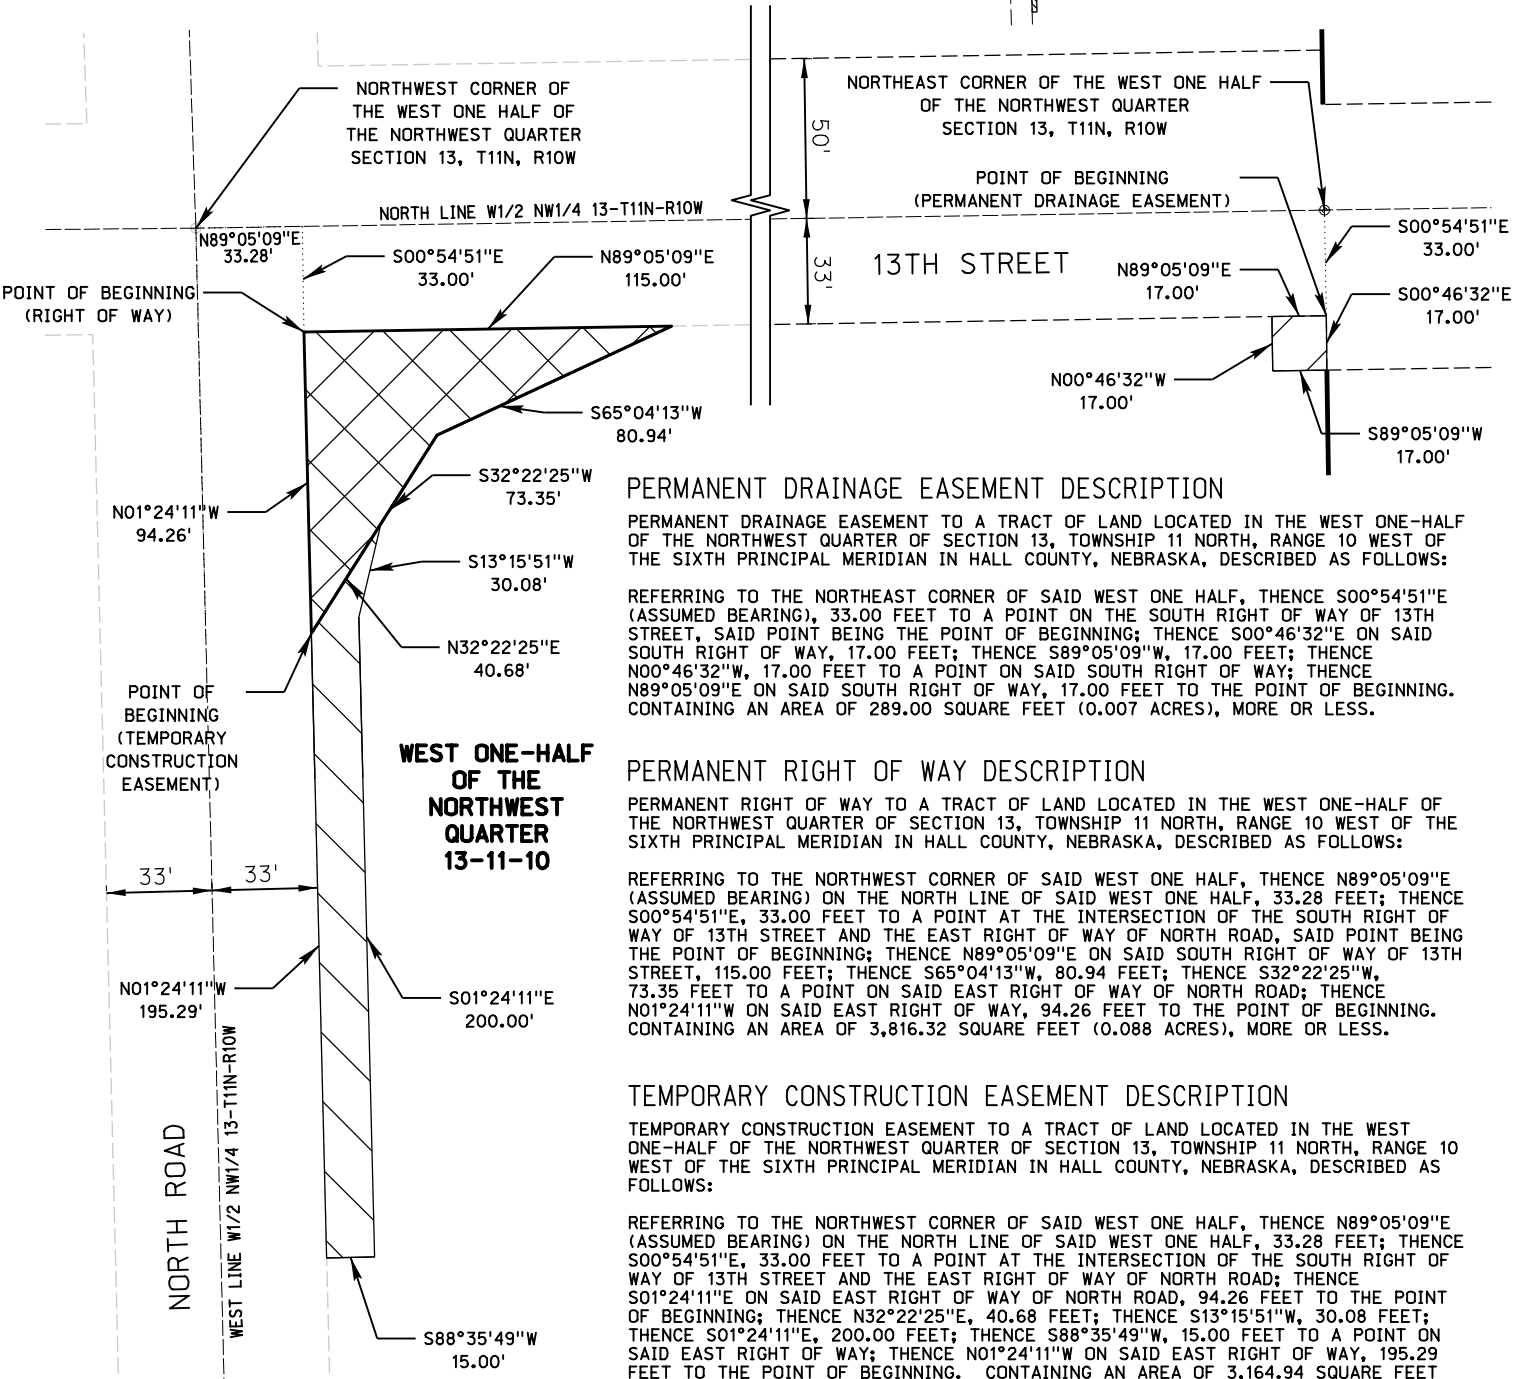 NORTHWEST CORNER OF
THE WEST ONE HALF OF
THE NORTHWEST QUARTER
SECTION 13, T11N, R10W
NORTHEAST CORNER OF THE WEST ONE HALF
OF THE NORTHWEST QUARTER
SECTION 13, T11N, R10W
50'
POINT OF BEGINNING
(PERMANENT DRAINAGE EASEMENT)
NORTH LINE W1/2 NW1/4 13-T11N-R10W
N89°05'09"E
33.28'
S00°54'51"E
33.00'
N89°05'09"E
115.00'
33'
13TH STREET
N89°05'09"E
17.00'
S00°54'51"E
33.00'
S00°46'32"E
17.00'
POINT OF BEGINNING
(RIGHT OF WAY)
N00°46'32"W
17.00'
S65°04'13"W
80.94'
S89°05'09"W
17.00'
S32°22'25"W
73.35'
N01°24'11"W
94.26'
S13°15'51"W
30.08'
N32°22'25"E
40.68'
POINT OF
BEGINNING
(TEMPORARY
CONSTRUCTION
EASEMENT)
WEST ONE-HALF
OF THE
NORTHWEST
QUARTER
13-11-10
33'
33'
N01°24'11"W
195.29'
S01°24'11"E
200.00'
NORTH ROAD
WEST LINE W1/2 NW1/4 13-T11N-R10W
S88°35'49"W
15.00'
PERMANENT DRAINAGE EASEMENT DESCRIPTION
PERMANENT DRAINAGE EASEMENT TO A TRACT OF LAND LOCATED IN THE WEST ONE-HALF
OF THE NORTHWEST QUARTER OF SECTION 13, TOWNSHIP 11 NORTH, RANGE 10 WEST OF
THE SIXTH PRINCIPAL MERIDIAN IN HALL COUNTY, NEBRASKA, DESCRIBED AS FOLLOWS:
REFERRING TO THE NORTHEAST CORNER OF SAID WEST ONE HALF, THENCE S00°54'51"E
(ASSUMED BEARING), 33.00 FEET TO A POINT ON THE SOUTH RIGHT OF WAY OF 13TH
STREET, SAID POINT BEING THE POINT OF BEGINNING; THENCE S00°46'32"E ON SAID
SOUTH RIGHT OF WAY, 17.00 FEET; THENCE S89°05'09"W, 17.00 FEET; THENCE
N00°46'32"W, 17.00 FEET TO A POINT ON SAID SOUTH RIGHT OF WAY; THENCE
N89°05'09"E ON SAID SOUTH RIGHT OF WAY, 17.00 FEET TO THE POINT OF BEGINNING.
CONTAINING AN AREA OF 289.00 SQUARE FEET (0.007 ACRES), MORE OR LESS.
PERMANENT RIGHT OF WAY DESCRIPTION
PERMANENT RIGHT OF WAY TO A TRACT OF LAND LOCATED IN THE WEST ONE-HALF OF
THE NORTHWEST QUARTER OF SECTION 13, TOWNSHIP 11 NORTH, RANGE 10 WEST OF THE
SIXTH PRINCIPAL MERIDIAN IN HALL COUNTY, NEBRASKA, DESCRIBED AS FOLLOWS:
REFERRING TO THE NORTHWEST CORNER OF SAID WEST ONE HALF, THENCE N89°05'09"E
(ASSUMED BEARING) ON THE NORTH LINE OF SAID WEST ONE HALF, 33.28 FEET; THENCE
S00°54'51"E, 33.00 FEET TO A POINT AT THE INTERSECTION OF THE SOUTH RIGHT OF
WAY OF 13TH STREET AND THE EAST RIGHT OF WAY OF NORTH ROAD, SAID POINT BEING
THE POINT OF BEGINNING; THENCE N89°05'09"E ON SAID SOUTH RIGHT OF WAY OF 13TH
STREET, 115.00 FEET; THENCE S65°04'13"W, 80.94 FEET; THENCE S32°22'25"W,
73.35 FEET TO A POINT ON SAID EAST RIGHT OF WAY OF NORTH ROAD; THENCE
N01°24'11"W ON SAID EAST RIGHT OF WAY, 94.26 FEET TO THE POINT OF BEGINNING.
CONTAINING AN AREA OF 3,816.32 SQUARE FEET (0.088 ACRES), MORE OR LESS.
TEMPORARY CONSTRUCTION EASEMENT DESCRIPTION
TEMPORARY CONSTRUCTION EASEMENT TO A TRACT OF LAND LOCATED IN THE WEST
ONE-HALF OF THE NORTHWEST QUARTER OF SECTION 13, TOWNSHIP 11 NORTH, RANGE 10
WEST OF THE SIXTH PRINCIPAL MERIDIAN IN HALL COUNTY, NEBRASKA, DESCRIBED AS
FOLLOWS:
REFERRING TO THE NORTHWEST CORNER OF SAID WEST ONE HALF, THENCE N89°05'09"E
(ASSUMED BEARING) ON THE NORTH LINE OF SAID WEST ONE HALF, 33.28 FEET; THENCE
S00°54'51"E, 33.00 FEET TO A POINT AT THE INTERSECTION OF THE SOUTH RIGHT OF
WAY OF 13TH STREET AND THE EAST RIGHT OF WAY OF NORTH ROAD; THENCE
S01°24'11"E ON SAID EAST RIGHT OF WAY OF NORTH ROAD, 94.26 FEET TO THE POINT
OF BEGINNING; THENCE N32°22'25"E, 40.68 FEET; THENCE S13°15'51"W, 30.08 FEET;
THENCE S01°24'11"E, 200.00 FEET; THENCE S88°35'49"W, 15.00 FEET TO A POINT ON
SAID EAST RIGHT OF WAY; THENCE N01°24'11"W ON SAID EAST RIGHT OF WAY, 195.29
FEET TO THE POINT OF BEGINNING. CONTAINING AN AREA OF 3,164.94 SQUARE FEET